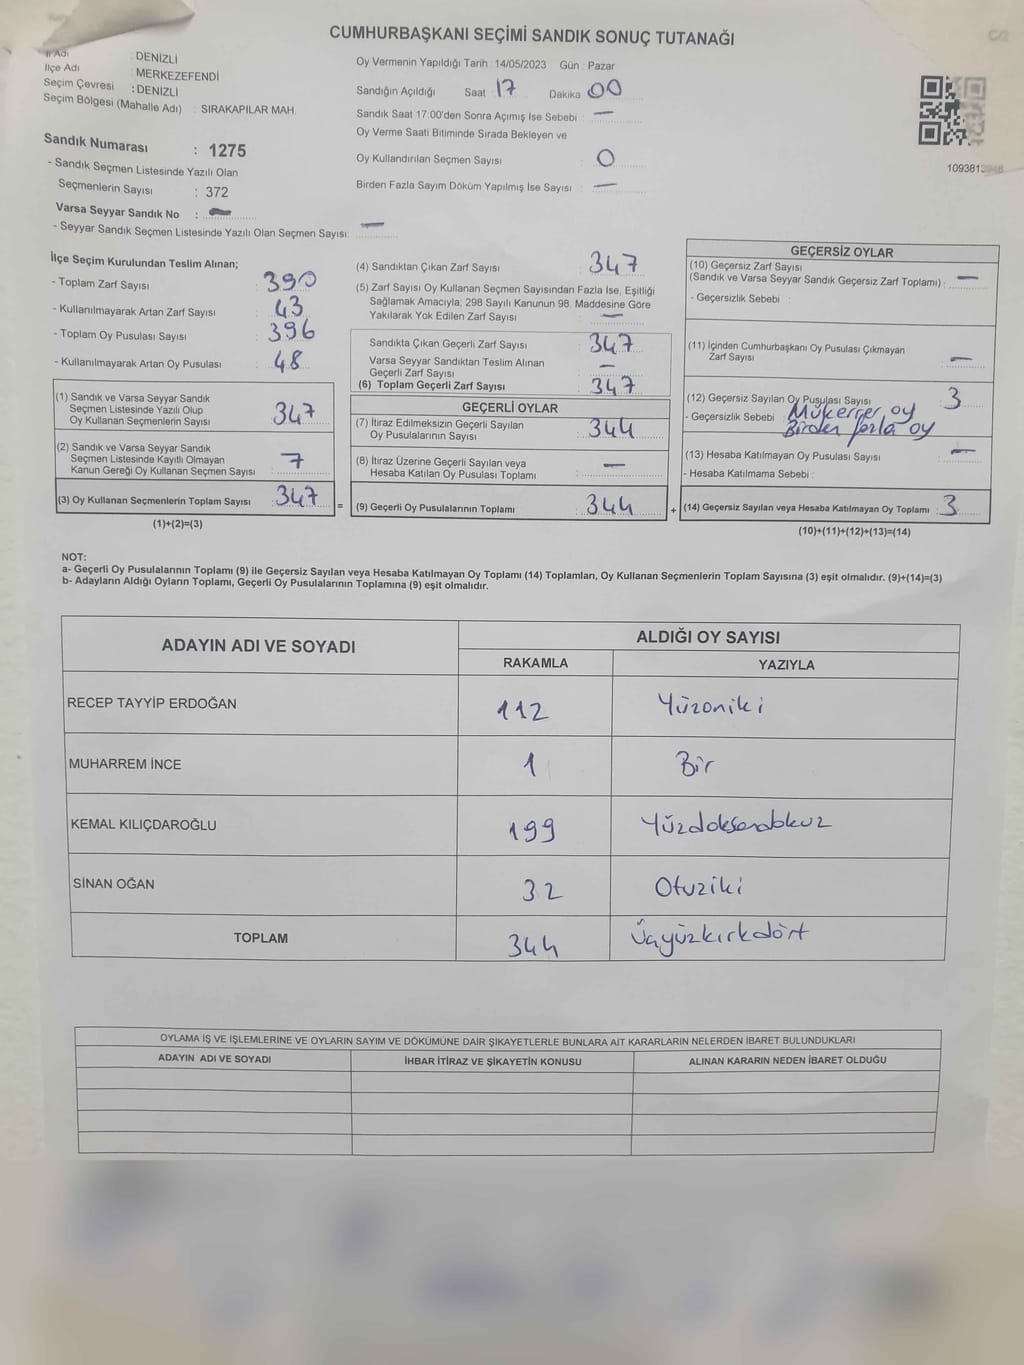 CUMHURBAŞKANI SEÇİMİ SANDIK SONUÇ TUTANAĞI
C/2
İl Adı : DENİZLİ
İlçe Adı : MERKEZEFENDİ
Seçim Çevresi : DENİZLİ
Seçim Bölgesi (Mahalle Adı) : SIRAKAPILAR MAH.
Sandık Numarası : 1275
- Sandık Seçmen Listesinde Yazılı Olan
Seçmenlerin Sayısı : 372
Varsa Seyyar Sandık No : —
- Seyyar Sandık Seçmen Listesinde Yazılı Olan Seçmen Sayısı: —
Oy Vermenin Yapıldığı Tarih :14/05/2023 Gün : Pazar
Sandığın Açıldığı Saat 17 Dakika 00
Sandık Saat 17:00'den Sonra Açımış İse Sebebi : —
Oy Verme Saati Bitiminde Sırada Bekleyen ve
Oy Kullandırılan Seçmen Sayısı : 0
Birden Fazla Sayım Döküm Yapılmış İse Sayısı : —
1093813
İlçe Seçim Kurulundan Teslim Alınan;
- Toplam Zarf Sayısı : 390
- Kullanılmayarak Artan Zarf Sayısı : 43
- Toplam Oy Pusulası Sayısı : 396
- Kullanılmayarak Artan Oy Pusulası : 48
(1) Sandık ve Varsa Seyyar Sandık
Seçmen Listesinde Yazılı Olup
Oy Kullanan Seçmenlerin Sayısı : 347
(2) Sandık ve Varsa Seyyar Sandık
Seçmen Listesinde Kayıtlı Olmayan
Kanun Gereği Oy Kullanan Seçmen Sayısı : 7
(3) Oy Kullanan Seçmenlerin Toplam Sayısı : 347 =
(1)+(2)=(3)
(4) Sandıktan Çıkan Zarf Sayısı : 347
(5) Zarf Sayısı Oy Kullanan Seçmen Sayısından Fazla İse, Eşitliği
Sağlamak Amacıyla; 298 Sayılı Kanunun 98. Maddesine Göre
Yakılarak Yok Edilen Zarf Sayısı : —
Sandıkta Çıkan Geçerli Zarf Sayısı : 347
Varsa Seyyar Sandıktan Teslim Alınan
Geçerli Zarf Sayısı : —
(6) Toplam Geçerli Zarf Sayısı : 347
GEÇERLİ OYLAR
(7) İtiraz Edilmeksizin Geçerli Sayılan
Oy Pusulalarının Sayısı : 344
(8) İtiraz Üzerine Geçerli Sayılan veya
Hesaba Katılan Oy Pusulası Toplamı : —
(9) Geçerli Oy Pusulalarının Toplamı : 344 +
GEÇERSİZ OYLAR
(10) Geçersiz Zarf Sayısı
(Sandık ve Varsa Seyyar Sandık Geçersiz Zarf Toplamı) : —
- Geçersizlik Sebebi :
(11) İçinden Cumhurbaşkanı Oy Pusulası Çıkmayan
Zarf Sayısı : —
(12) Geçersiz Sayılan Oy Pusulası Sayısı : 3
- Geçersizlik Sebebi : Mükerrer oy
Birden fazla oy
(13) Hesaba Katılmayan Oy Pusulası Sayısı : —
- Hesaba Katılmama Sebebi :
(14) Geçersiz Sayılan veya Hesaba Katılmayan Oy Toplamı : 3
(10)+(11)+(12)+(13)=(14)
NOT:
a- Geçerli Oy Pusulalarının Toplamı (9) ile Geçersiz Sayılan veya Hesaba Katılmayan Oy Toplamı (14) Toplamları, Oy Kullanan Seçmenlerin Toplam Sayısına (3) eşit olmalıdır. (9)+(14)=(3)
b- Adayların Aldığı Oyların Toplamı, Geçerli Oy Pusulalarının Toplamına (9) eşit olmalıdır.
ADAYIN ADI VE SOYADI
ALDIĞI OY SAYISI
RAKAMLA YAZIYLA
RECEP TAYYİP ERDOĞAN 112 Yüzoniki
MUHARREM İNCE 1 Bir
KEMAL KILIÇDAROĞLU 199 Yüzdoksandokuz
SİNAN OĞAN 32 Otuziki
TOPLAM 344 Üçyüzkırkdört
OYLAMA İŞ VE İŞLEMLERİNE VE OYLARIN SAYIM VE DÖKÜMÜNE DAİR ŞİKAYETLERLE BUNLARA AİT KARARLARIN NELERDEN İBARET BULUNDUKLARI
ADAYIN ADI VE SOYADI İHBAR İTİRAZ VE ŞİKAYETİN KONUSU ALINAN KARARIN NEDEN İBARET OLDUĞU